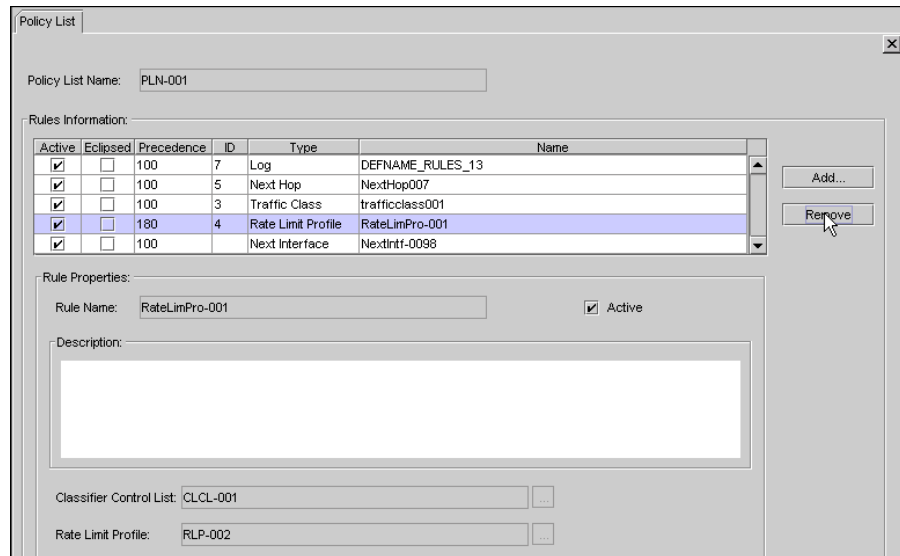 Policy List
Policy List Name: PLN-001
Rules Information:
Active Eclipsed Precedence ID Type Name
100 7 Log DEFNAME_RULES_13
100 5 Next Hop NextHop007
100 3 Traffic Class trafficclass001
180 4 Rate Limit Profile RateLimPro-001
100 Next Interface NextIntf-0098
Add...
Remove
Rule Properties:
Rule Name: RateLimPro-001 Active
Description:
Classifier Control List: CLCL-001 ...
Rate Limit Profile: RLP-002 ...